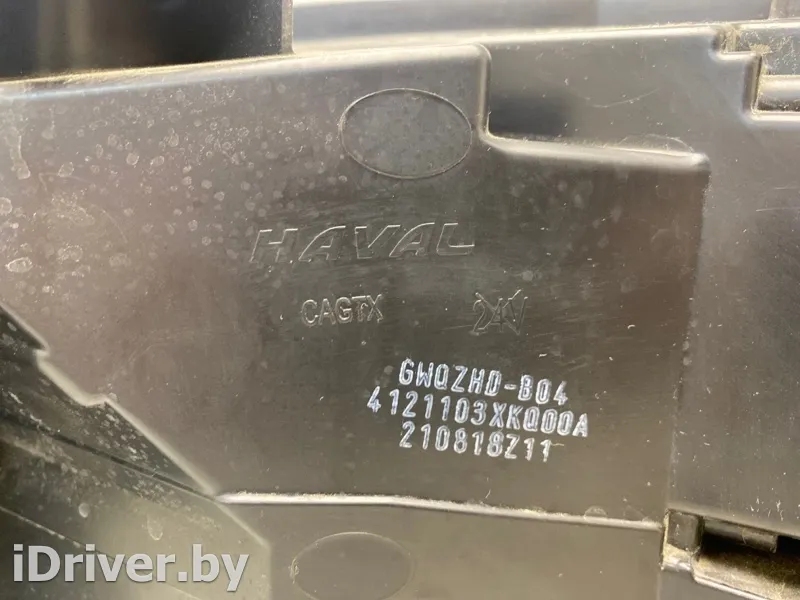 HAVAL
CAGTX 24V
GWQZHD-B04
4121103XKQ00A
210818Z11
iDriver.by